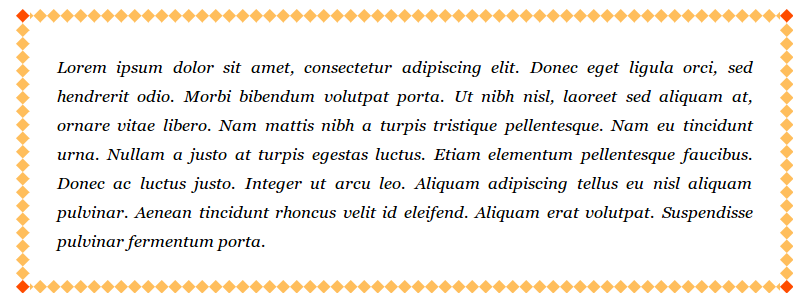 Lorem ipsum dolor sit amet, consectetur adipiscing elit. Donec eget ligula orci, sed
hendrerit odio. Morbi bibendum volutpat porta. Ut nibh nisl, laoreet sed aliquam at,
ornare vitae libero. Nam mattis nibh a turpis tristique pellentesque. Nam eu tincidunt
urna. Nullam a justo at turpis egestas luctus. Etiam elementum pellentesque faucibus.
Donec ac luctus justo. Integer ut arcu leo. Aliquam adipiscing tellus eu nisl aliquam
pulvinar. Aenean tincidunt rhoncus velit id eleifend. Aliquam erat volutpat. Suspendisse
pulvinar fermentum porta.